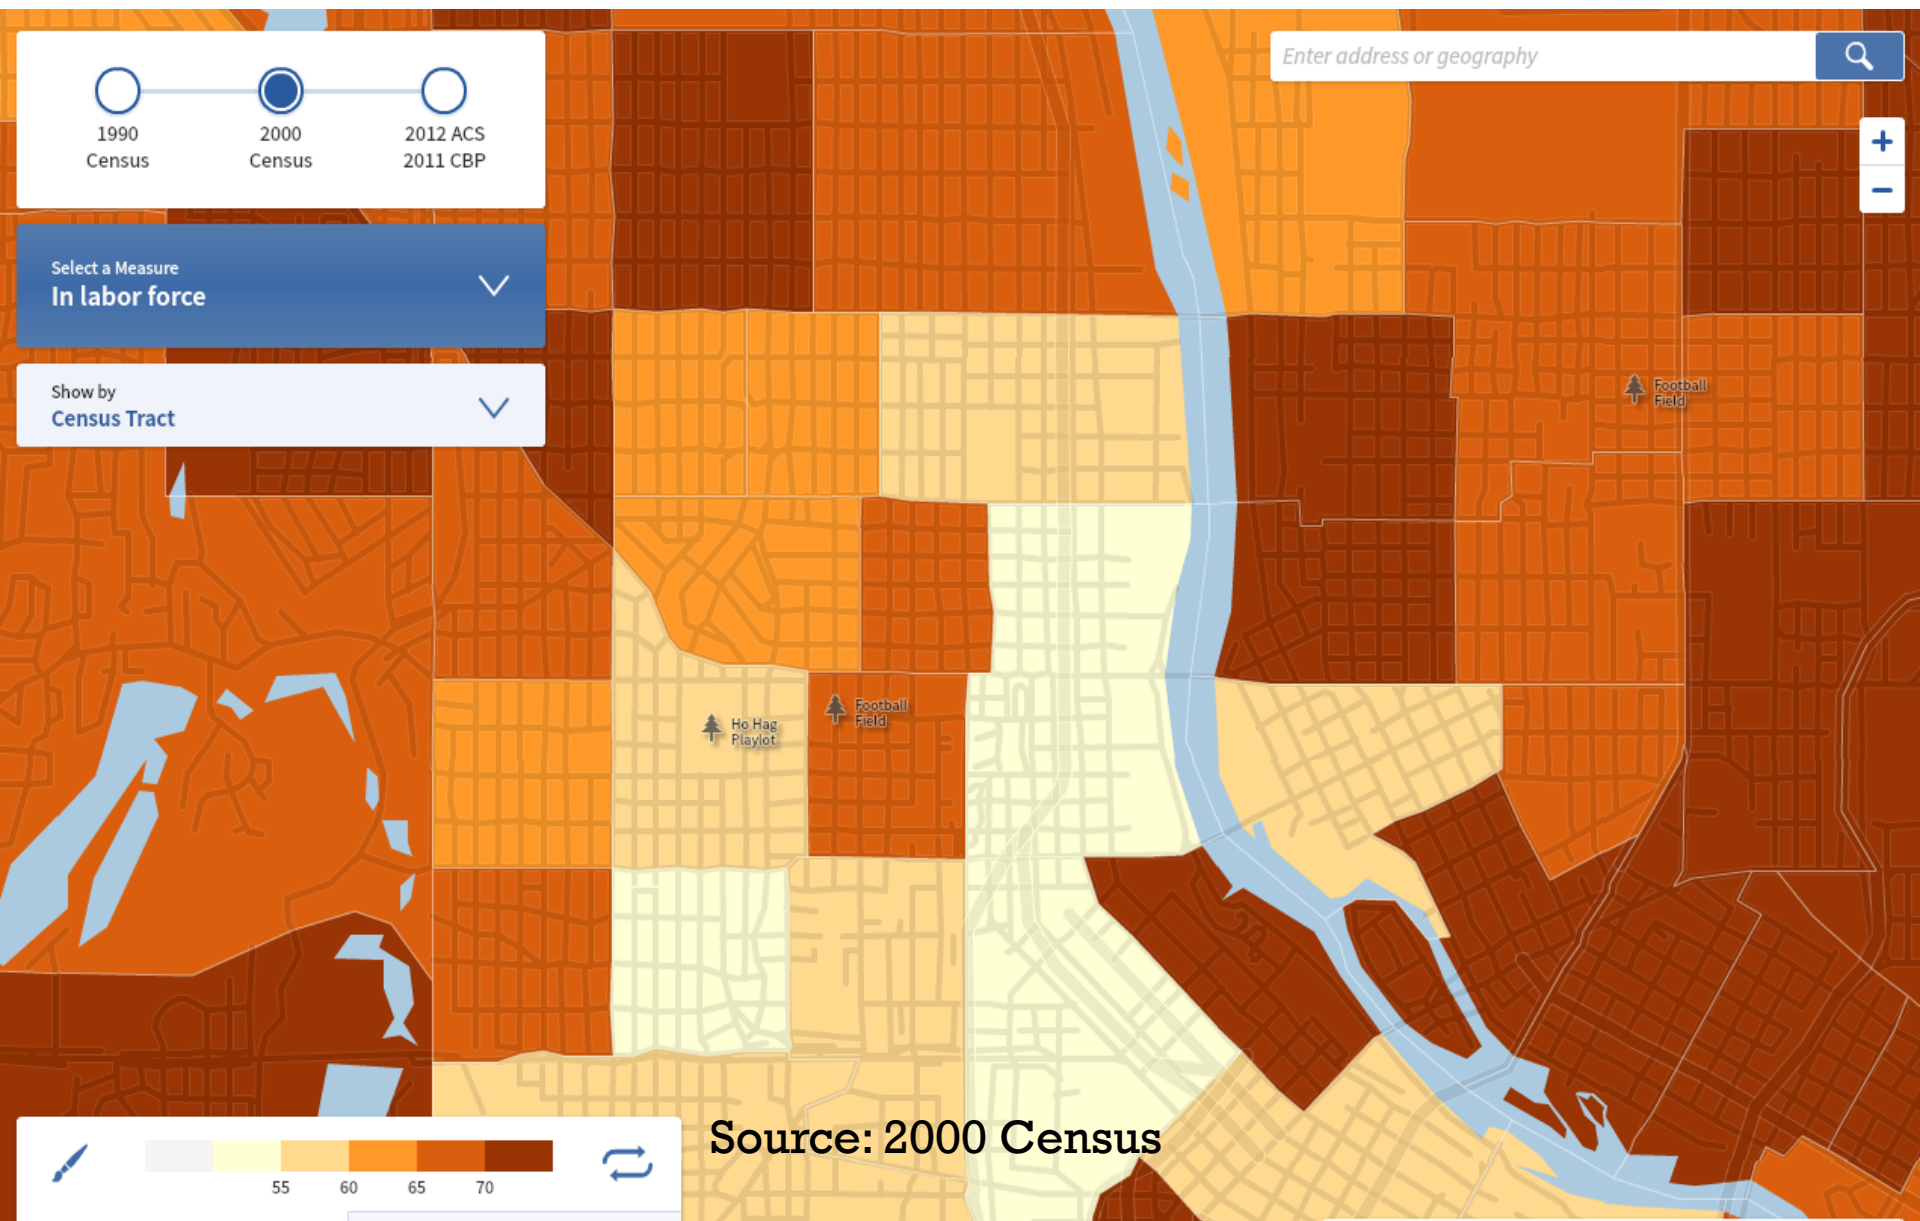 Enter address or geography
1990
Census
2000
Census
2012 ACS
2011 CBP
+
−
Select a Measure
In labor force
Show by
Census Tract
Football
Field
Football
Field
Ho Hag
Playlot
Source: 2000 Census
55 60 65 70